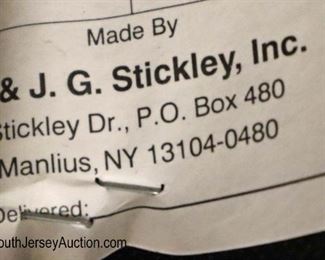 Made By
& J. G. Stickley, Inc.
Stickley Dr., P.O. Box 480
Manlius, NY 13104-0480
Delivered:
outhJerseyAuction.com